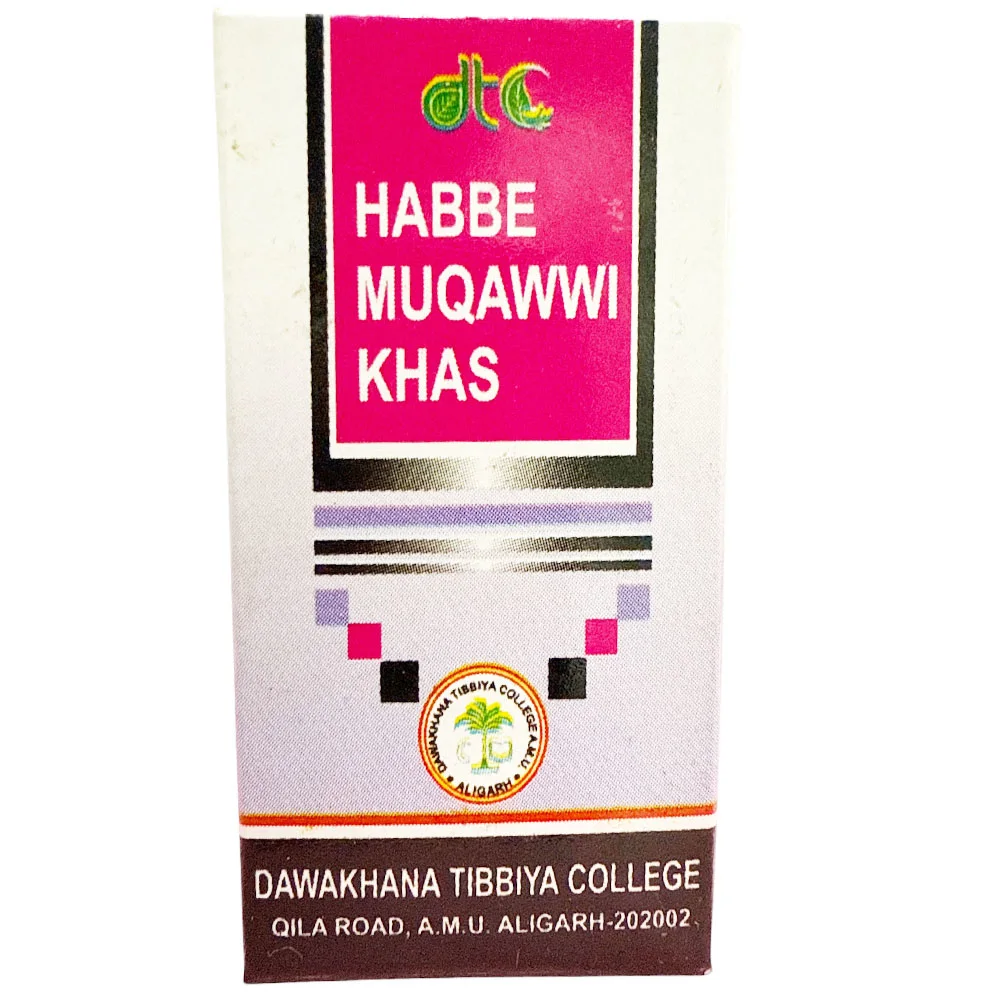 dtc
HABBE
MUQAWWI
KHAS
DAWAKHANA TIBBIYA COLLEGE A.M.U.
ALIGARH
DAWAKHANA TIBBIYA COLLEGE
QILA ROAD, A.M.U. ALIGARH-202002